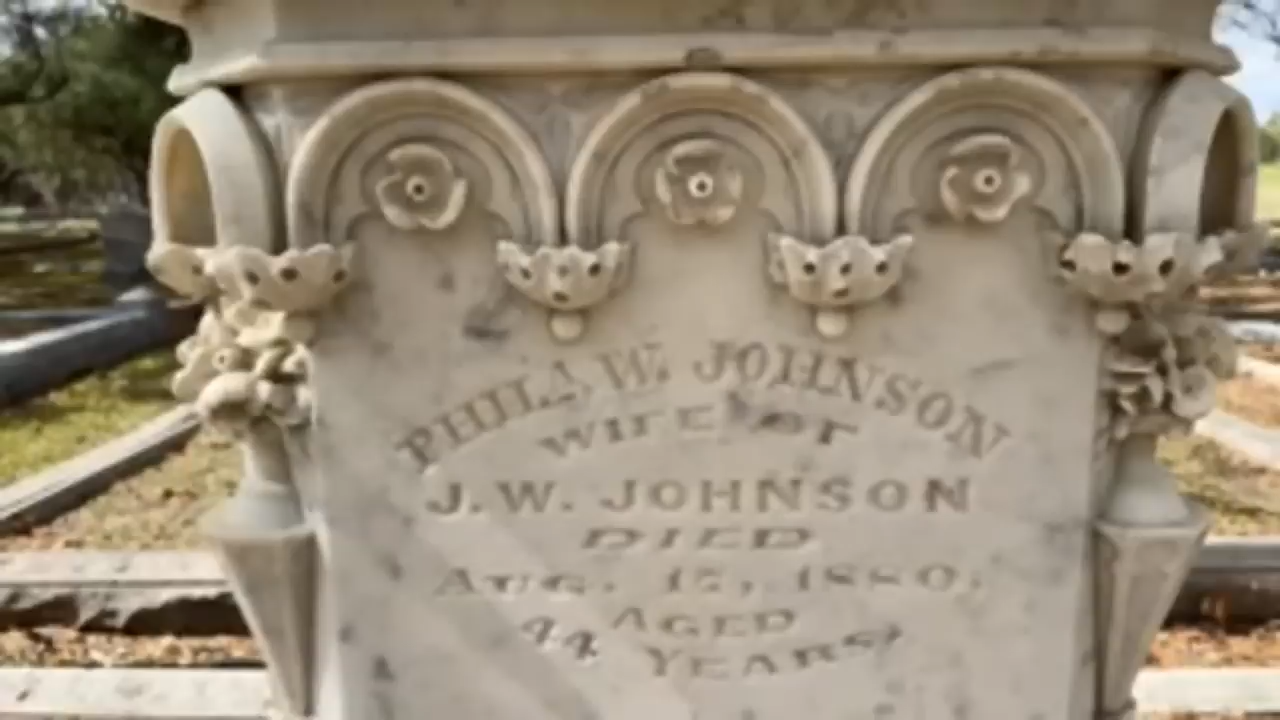 PHILA W. JOHNSON
WIFE OF
J. W. JOHNSON
DIED
AUG. 17, 1880.
AGED
44 YEARS